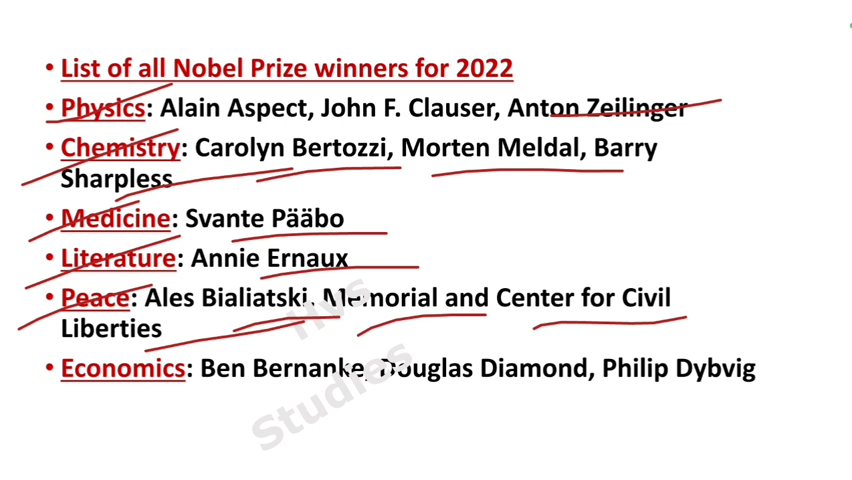 • List of all Nobel Prize winners for 2022
• Physics: Alain Aspect, John F. Clauser, Anton Zeilinger
• Chemistry: Carolyn Bertozzi, Morten Meldal, Barry
Sharpless
• Medicine: Svante Pääbo
• Literature: Annie Ernaux
• Peace: Ales Bialiatski, Memorial and Center for Civil
Liberties
• Economics: Ben Bernanke, Douglas Diamond, Philip Dybvig
Hvs
Studies